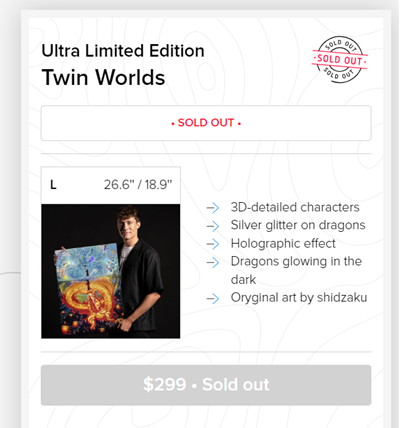 Ultra Limited Edition
Twin Worlds
SOLD OUT
• SOLD OUT •
SOLD OUT
• SOLD OUT •
L 26.6" / 18.9"
3D-detailed characters
Silver glitter on dragons
Holographic effect
Dragons glowing in the
dark
Oryginal art by shidzaku
$299 • Sold out